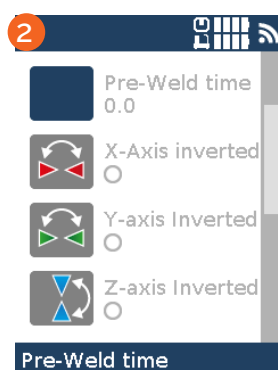 2
Pre-Weld time
0.0
X-Axis inverted
Y-axis Inverted
Z-axis Inverted
Pre-Weld time